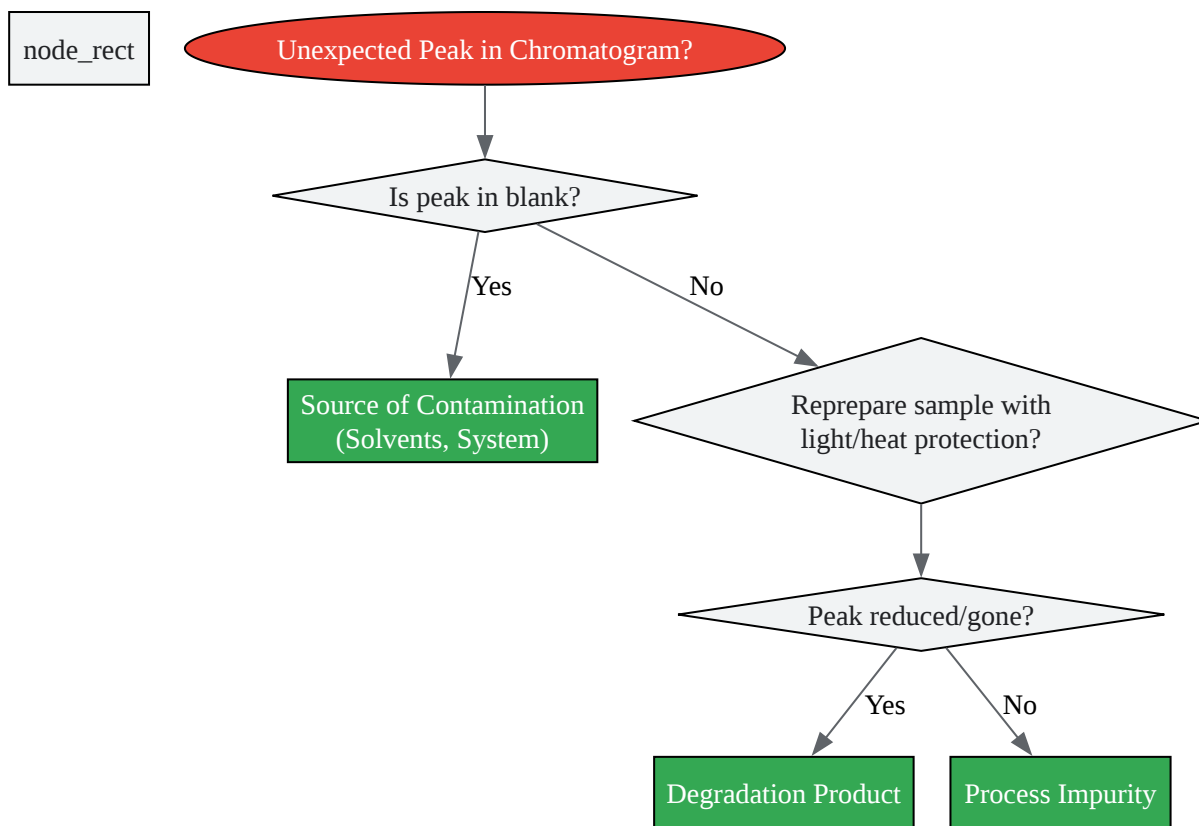 node_rect
Unexpected Peak in Chromatogram?
Is peak in blank?
Yes
No
Source of Contamination
(Solvents, System)
Reprepare sample with
light/heat protection?
Peak reduced/gone?
Yes
No
Degradation Product
Process Impurity